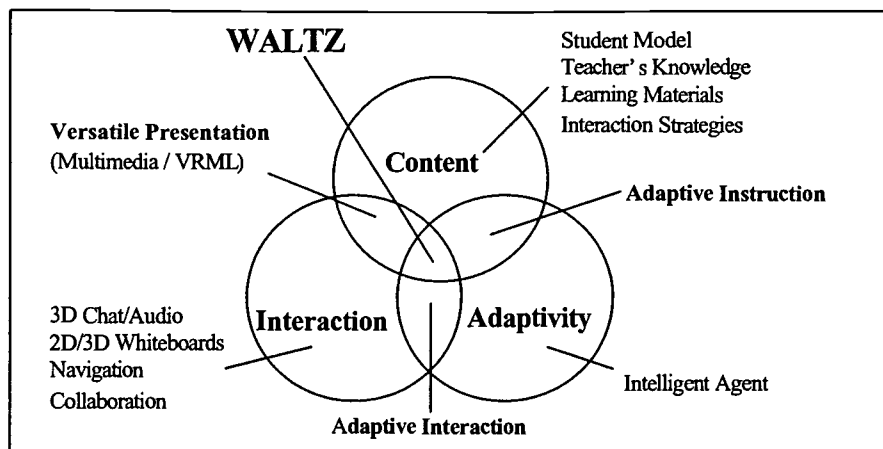 WALTZ
Student Model
Teacher's Knowledge
Learning Materials
Interaction Strategies
Versatile Presentation
(Multimedia / VRML)
Content
Adaptive Instruction
3D Chat/Audio
2D/3D Whiteboards
Navigation
Collaboration
Interaction
Adaptivity
Intelligent Agent
Adaptive Interaction